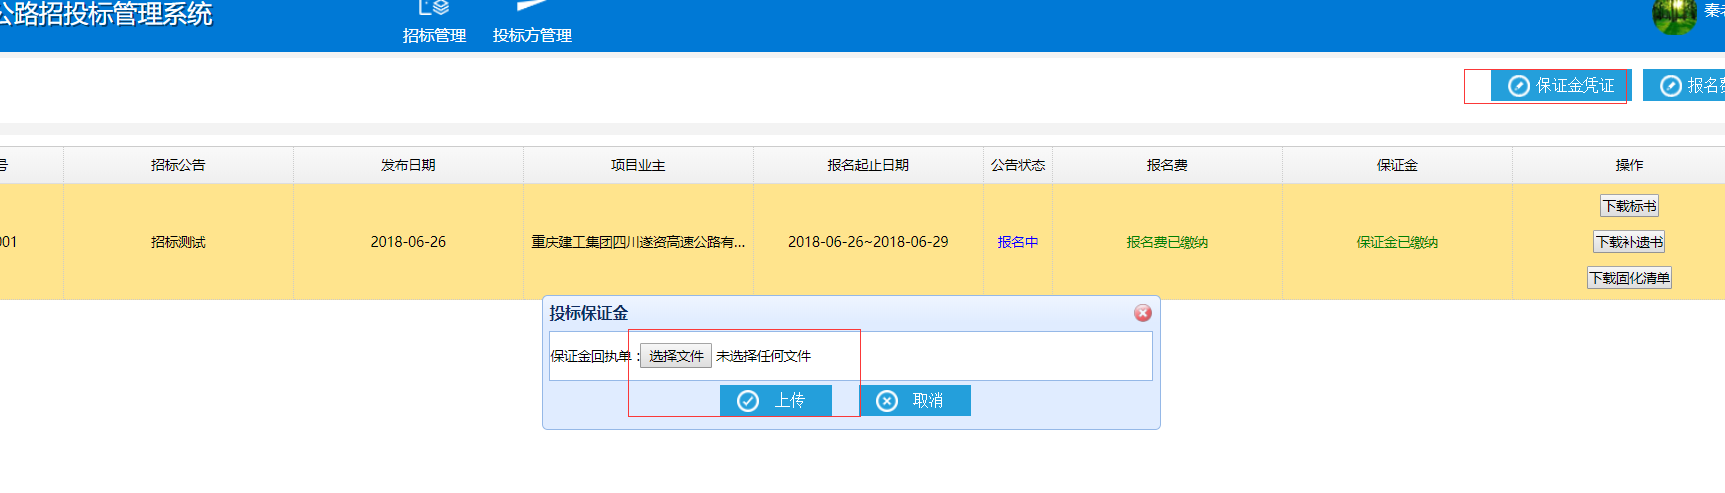 公路招投标管理系统
招标管理 投标方管理
秦
保证金凭证 报名费
号 招标公告 发布日期 项目业主 报名起止日期 公告状态 报名费 保证金 操作
001 招标测试 2018-06-26 重庆建工集团四川遂资高速公路有... 2018-06-26~2018-06-29 报名中 报名费已缴纳 保证金已缴纳
下载标书
下载补遗书
下载固化清单
投标保证金
保证金回执单：选择文件 未选择任何文件
上传 取消